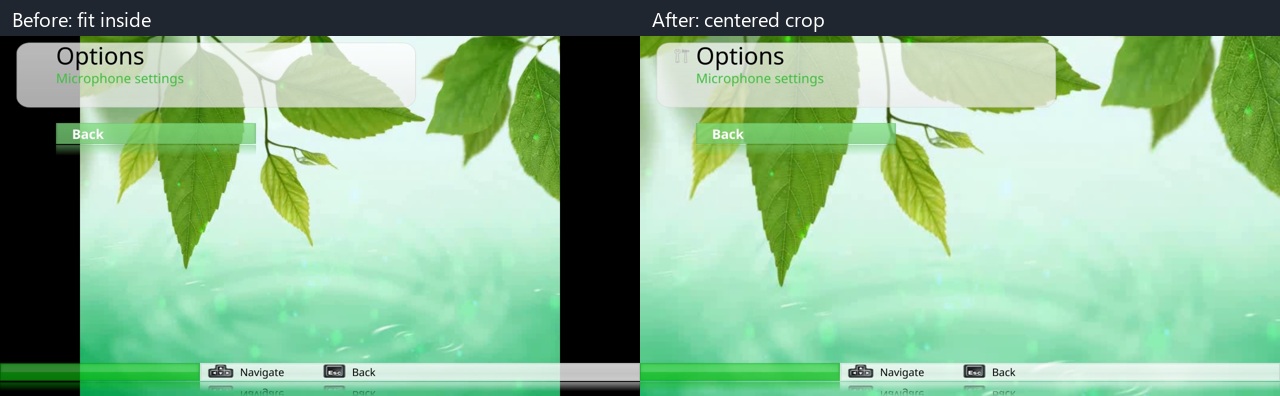 Before: fit inside
After: centered crop
Options
Microphone settings
Back
Navigate
Back
Options
Microphone settings
Back
Navigate
Back